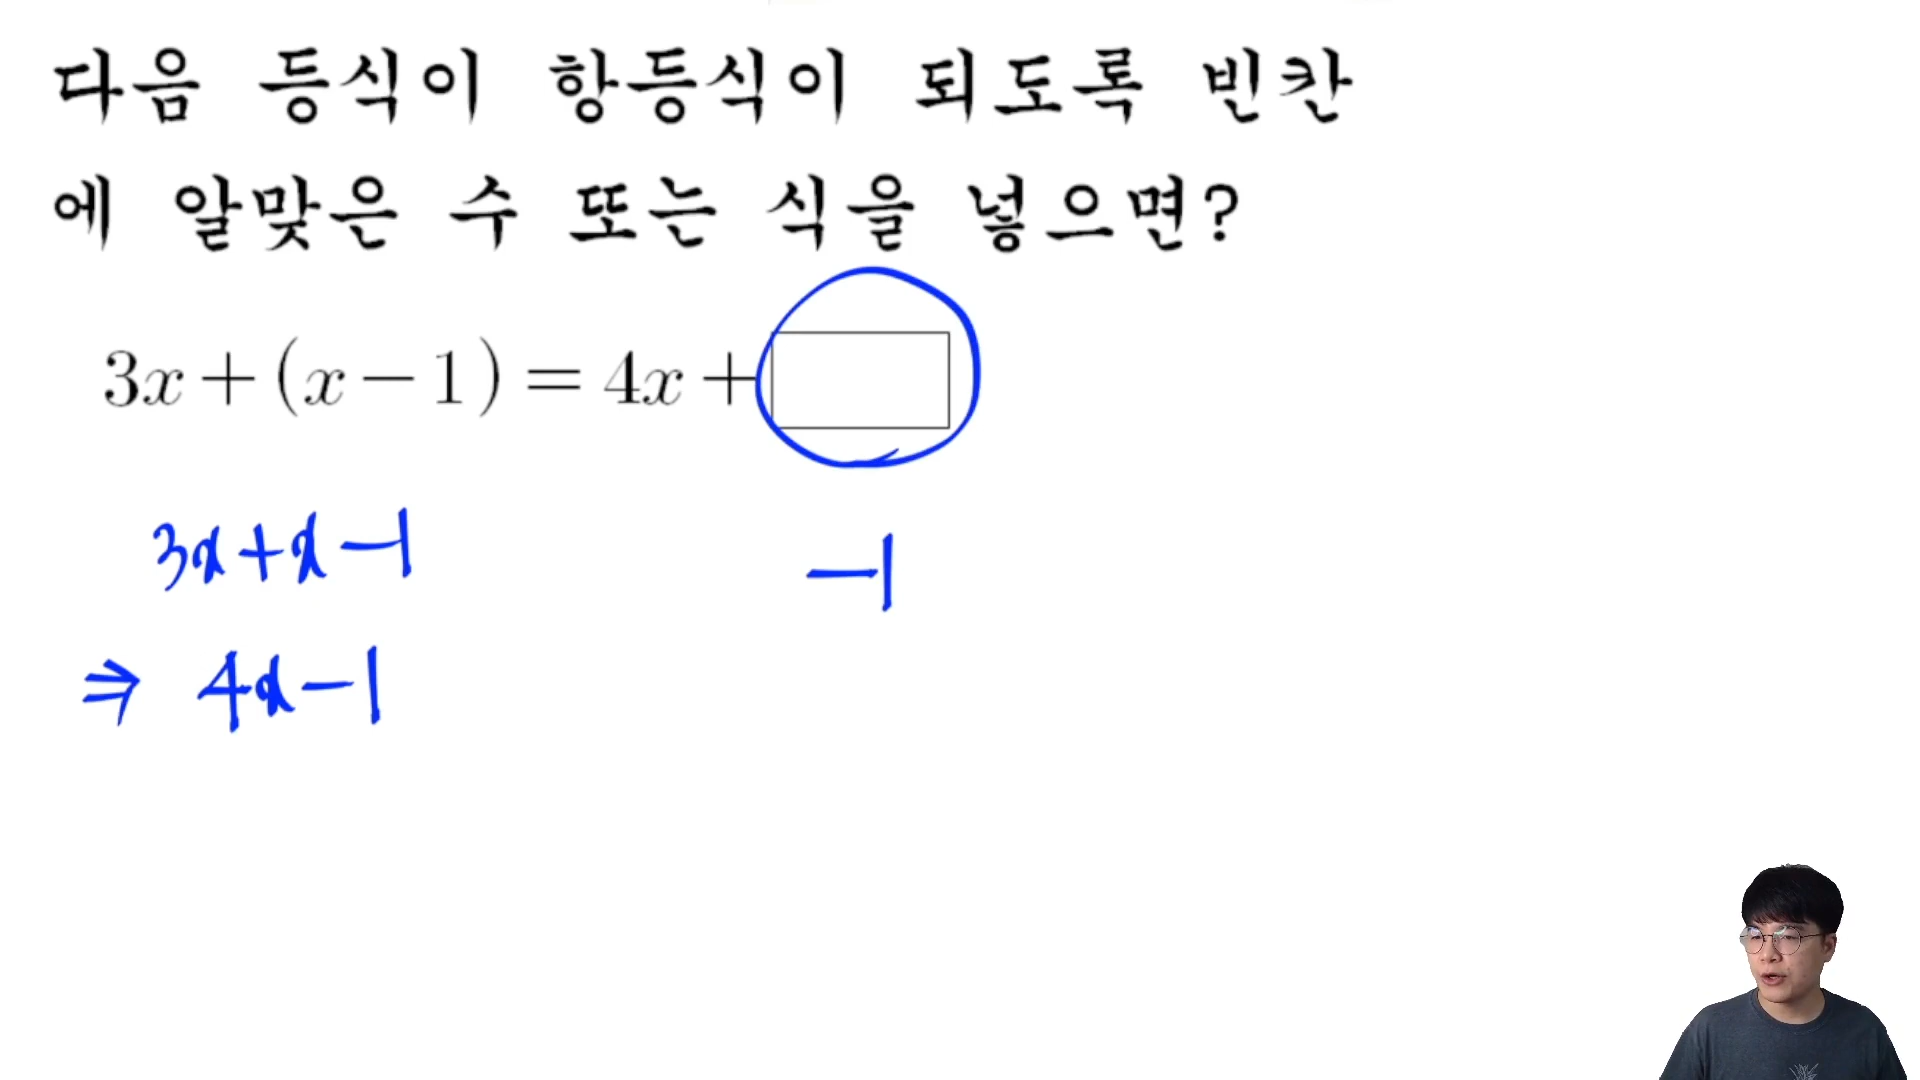 다음 등식이 항등식이 되도록 빈칸
에 알맞은 수 또는 식을 넣으면?
3x+(x−1)=4x+
3x+x−1
−1
⇒ 4x−1